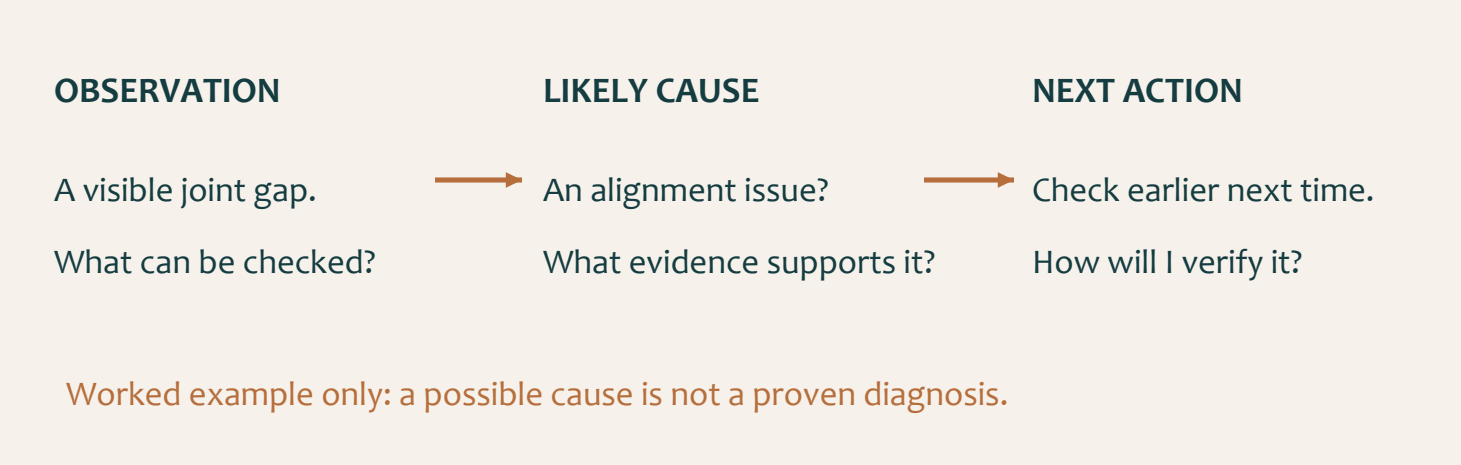 OBSERVATION
A visible joint gap.
What can be checked?
LIKELY CAUSE
An alignment issue?
What evidence supports it?
NEXT ACTION
Check earlier next time.
How will I verify it?
Worked example only: a possible cause is not a proven diagnosis.